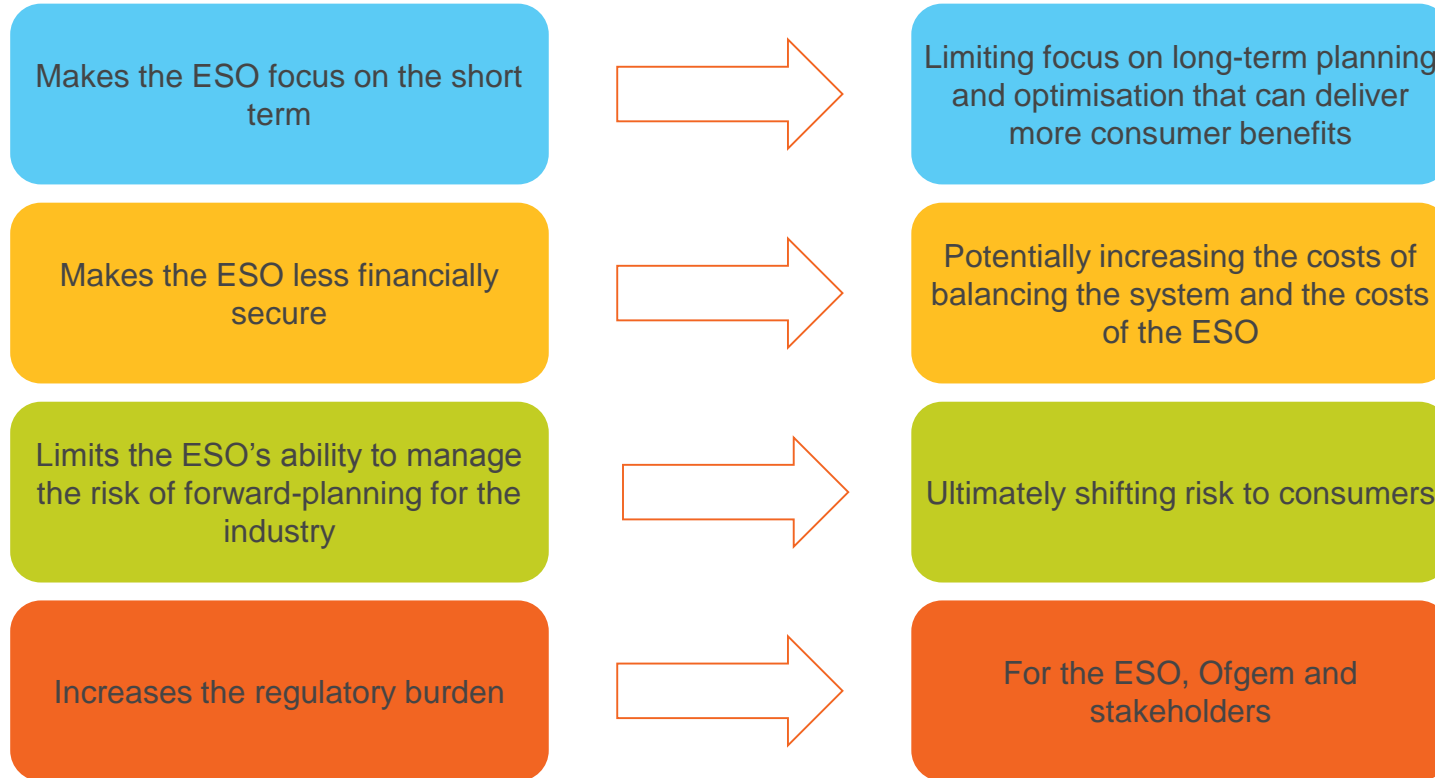 Makes the ESO focus on the short
term
Limiting focus on long-term planning
and optimisation that can deliver
more consumer benefits
Makes the ESO less financially
secure
Potentially increasing the costs of
balancing the system and the costs
of the ESO
Limits the ESO’s ability to manage
the risk of forward-planning for the
industry
Ultimately shifting risk to consumers
Increases the regulatory burden
For the ESO, Ofgem and
stakeholders